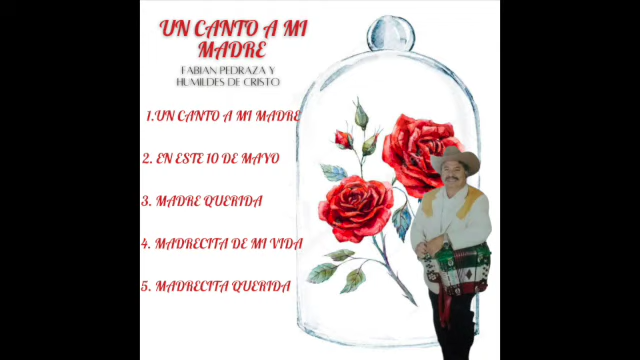 UN CANTO A MI
MADRE
FABIAN PEDRAZA Y
HUMILDES DE CRISTO
1.UN CANTO A MI MADRE
2. EN ESTE 10 DE MAYO
3. MADRE QUERIDA
4. MADRECITA DE MI VIDA
5. MADRECITA QUERIDA